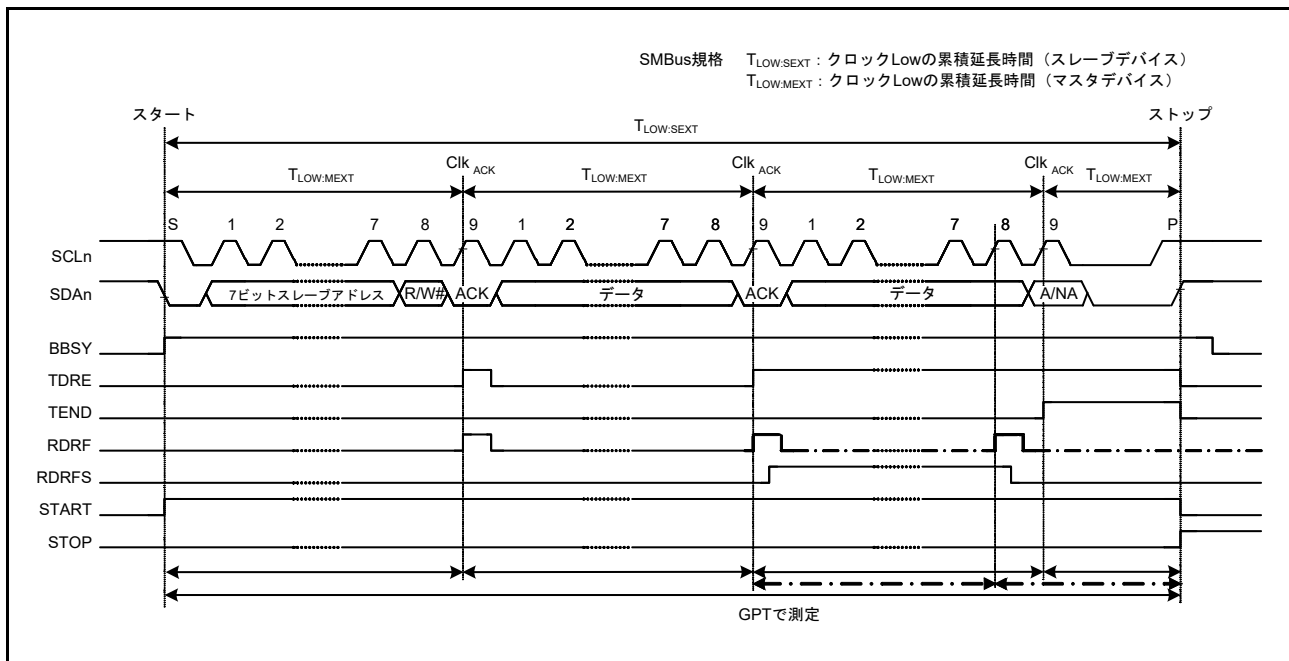 SMBus規格 TLOW:SEXT：クロックLowの累積延長時間（スレーブデバイス）
TLOW:MEXT：クロックLowの累積延長時間（マスタデバイス）
スタート ストップ
TLOW:SEXT
ClkACK ClkACK ClkACK
TLOW:MEXT TLOW:MEXT TLOW:MEXT TLOW:MEXT
S 1 2 7 8 9 1 2 7 8 9 1 2 7 8 9 P
SCLn
SDAn 7ビットスレーブアドレス R/W# ACK データ ACK データ A/NA
BBSY
TDRE
TEND
RDRF
RDRFS
START
STOP
GPTで測定